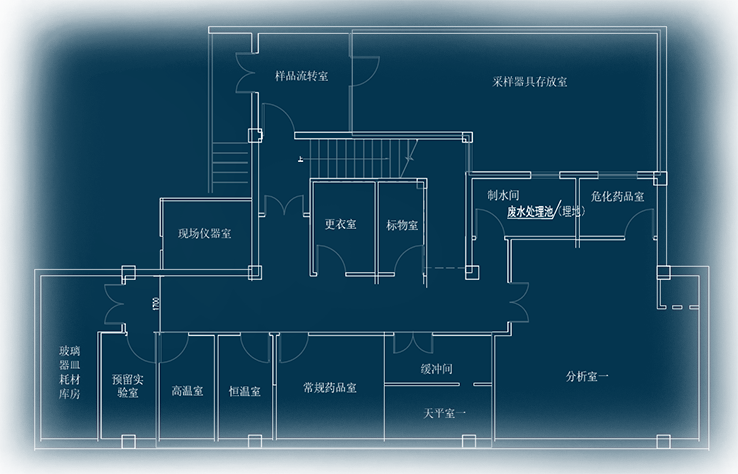 样品流转室
采样器具存放室
制水间
危化药品室
废水处理池(埋地)
现场仪器室
更衣室
标物室
上
1700
玻璃
器皿
耗材
库房
预留实
验室
高温室
恒温室
常规药品室
缓冲间
天平室一
分析室一